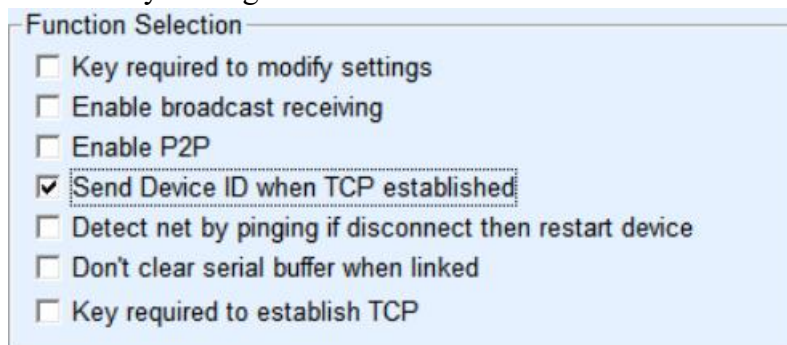 Function Selection
Key required to modify settings
Enable broadcast receiving
Enable P2P
Send Device ID when TCP established
Detect net by pinging if disconnect then restart device
Don't clear serial buffer when linked
Key required to establish TCP